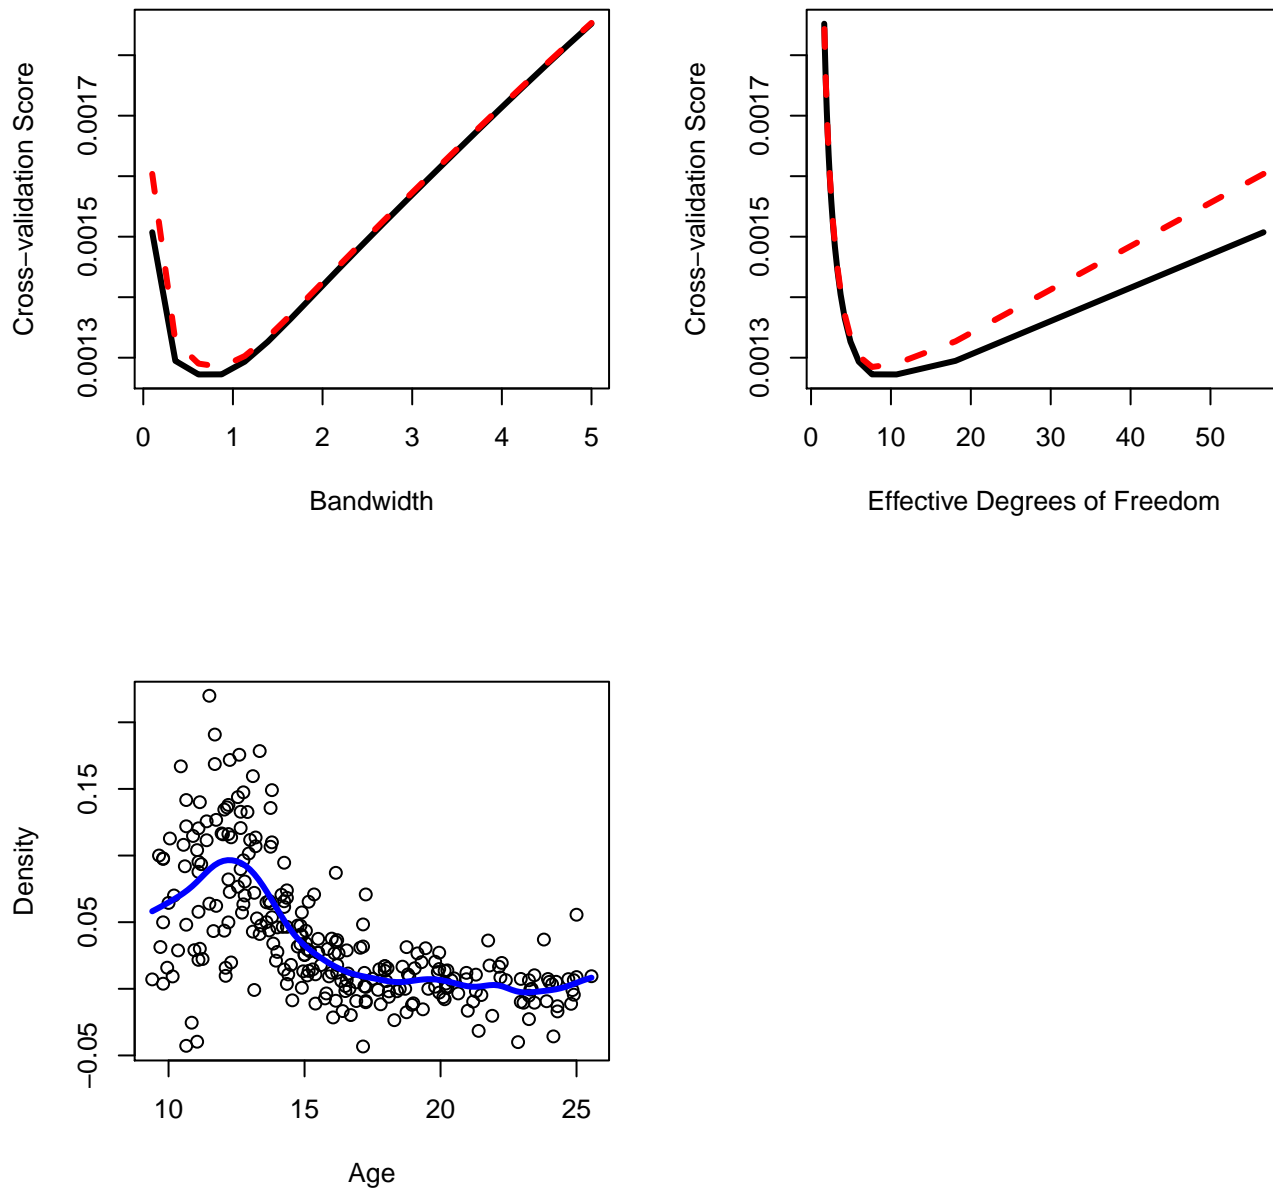 Cross−validation Score
0.0017
0.0015
0.0013
0 1 2 3 4 5
Bandwidth
Cross−validation Score
0.0017
0.0015
0.0013
0 10 20 30 40 50
Effective Degrees of Freedom
Density
0.15
0.05
−0.05
10 15 20 25
Age